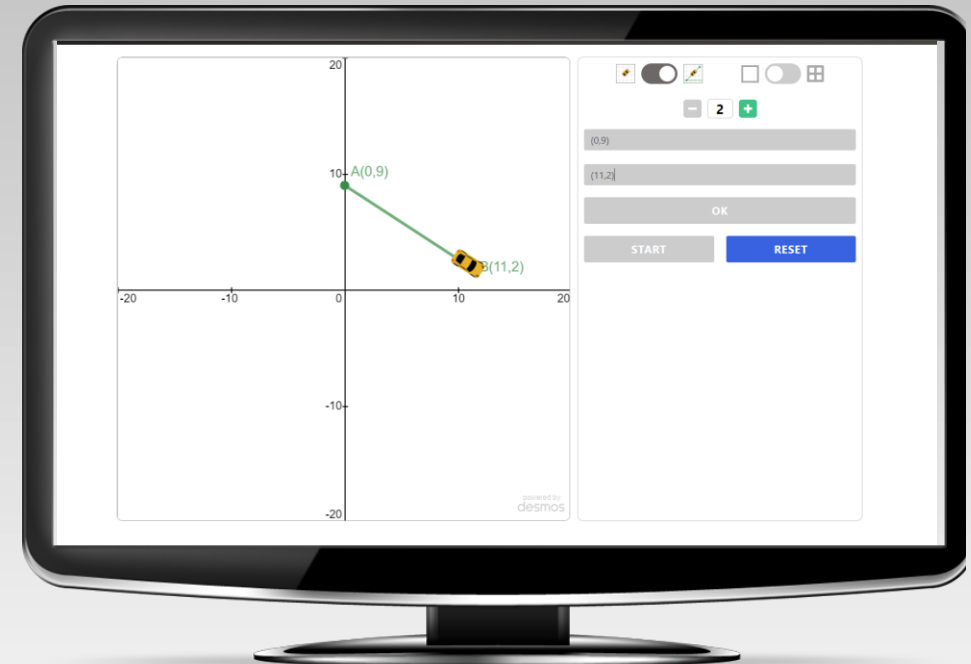 20
10 A(0,9)
B(11,2)
-20 -10 0 10 20
-10
-20
powered by
desmos
2
(0,9)
(11,2)
OK
START RESET